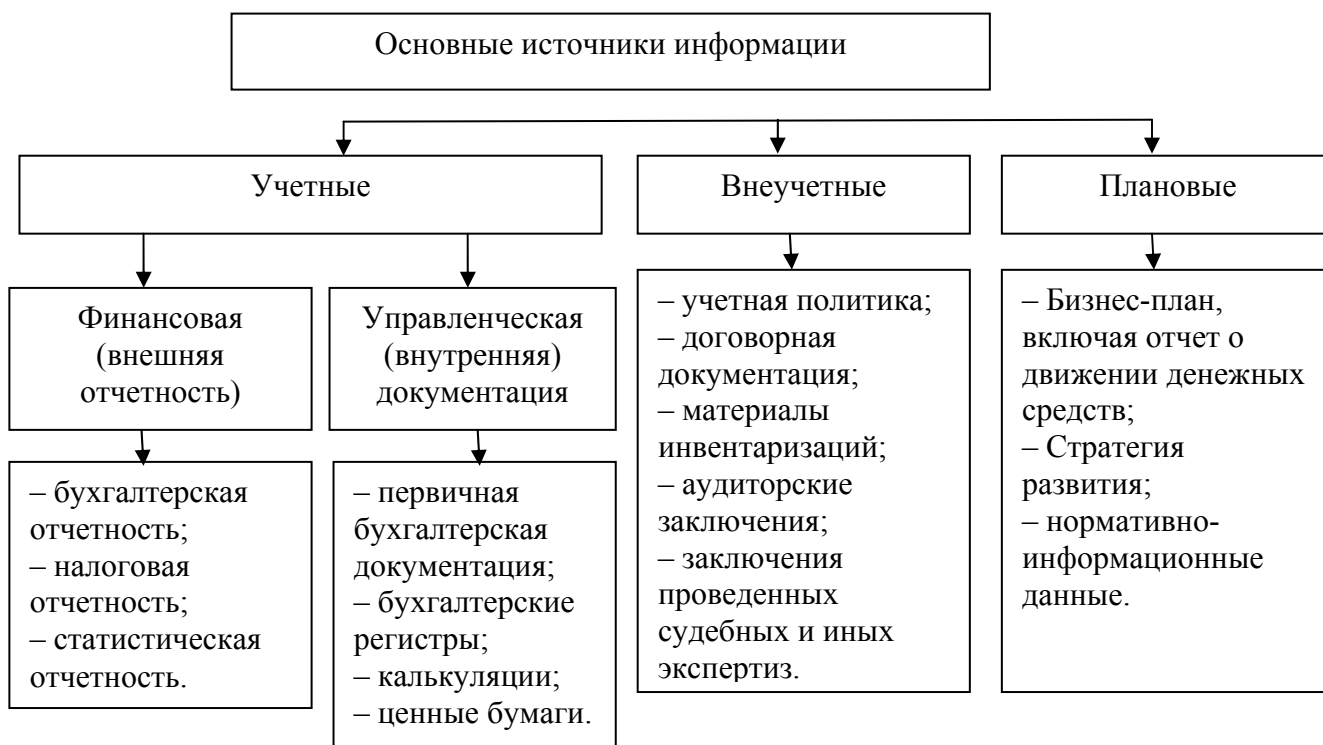 Основные источники информации
Учетные
Внеучетные
Плановые
Финансовая
(внешняя
отчетность)
Управленческая
(внутренняя)
документация
– учетная политика;
– договорная
документация;
– материалы
инвентаризаций;
– аудиторские
заключения;
– заключения
проведенных
судебных и иных
экспертиз.
– Бизнес-план,
включая отчет о
движении денежных
средств;
– Стратегия
развития;
– нормативно-
информационные
данные.
– бухгалтерская
отчетность;
– налоговая
отчетность;
– статистическая
отчетность.
– первичная
бухгалтерская
документация;
– бухгалтерские
регистры;
– калькуляции;
– ценные бумаги.